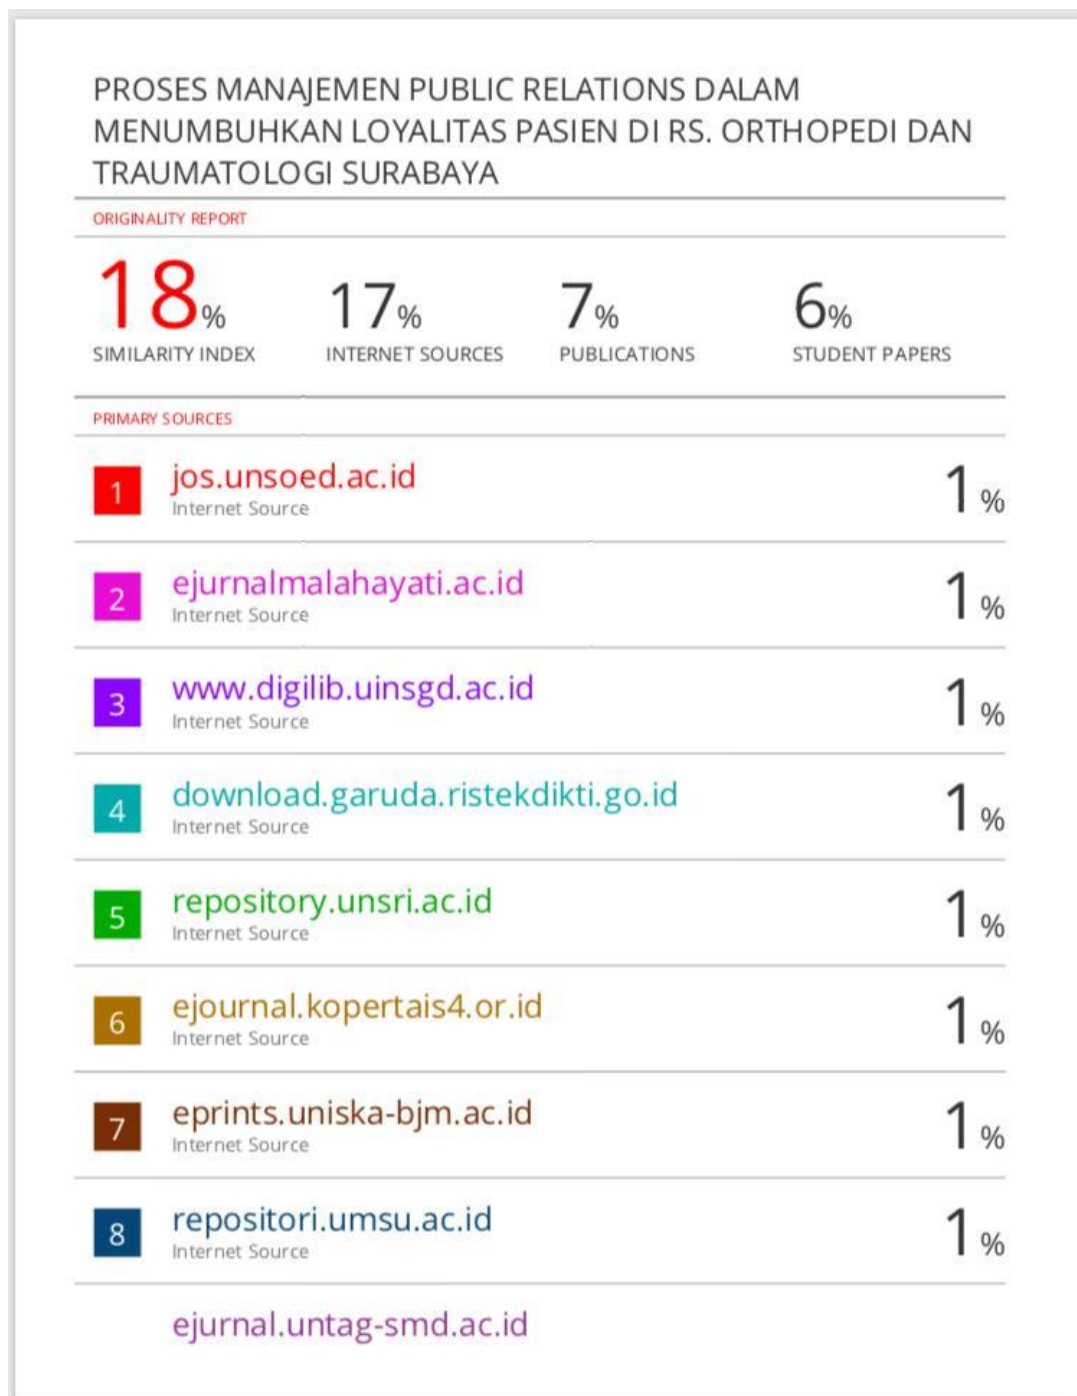 PROSES MANAJEMEN PUBLIC RELATIONS DALAM
MENUMBUHKAN LOYALITAS PASIEN DI RS. ORTHOPEDI DAN
TRAUMATOLOGI SURABAYA
ORIGINALITY REPORT
18% 17% 7% 6%
SIMILARITY INDEX INTERNET SOURCES PUBLICATIONS STUDENT PAPERS
PRIMARY SOURCES
1 jos.unsoed.ac.id 1%
Internet Source
2 ejurnalmalahayati.ac.id 1%
Internet Source
3 www.digilib.uinsgd.ac.id 1%
Internet Source
4 download.garuda.ristekdikti.go.id 1%
Internet Source
5 repository.unsri.ac.id 1%
Internet Source
6 ejournal.kopertais4.or.id 1%
Internet Source
7 eprints.uniska-bjm.ac.id 1%
Internet Source
8 repositori.umsu.ac.id 1%
Internet Source
ejurnal.untag-smd.ac.id